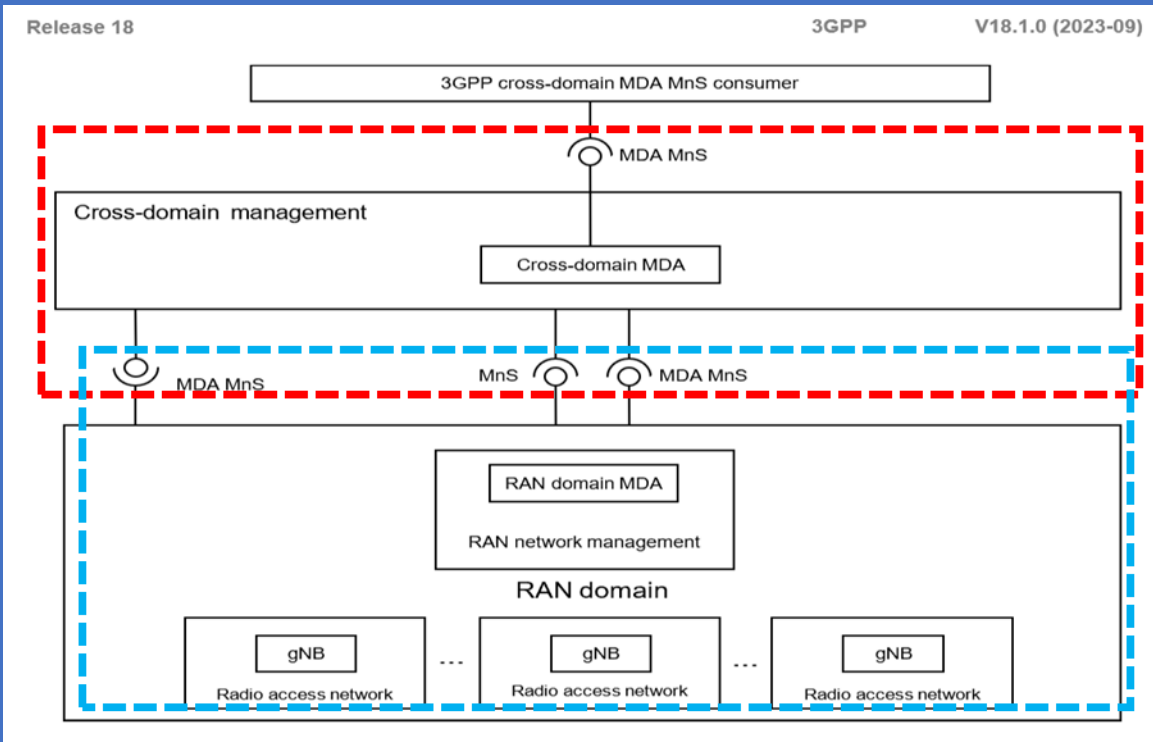 Release 18 3GPP V18.1.0 (2023-09)
3GPP cross-domain MDA MnS consumer
MDA MnS
Cross-domain management
Cross-domain MDA
MDA MnS
MnS
MDA MnS
RAN domain MDA
RAN network management
RAN domain
gNB
Radio access network
...
gNB
Radio access network
...
gNB
Radio access network